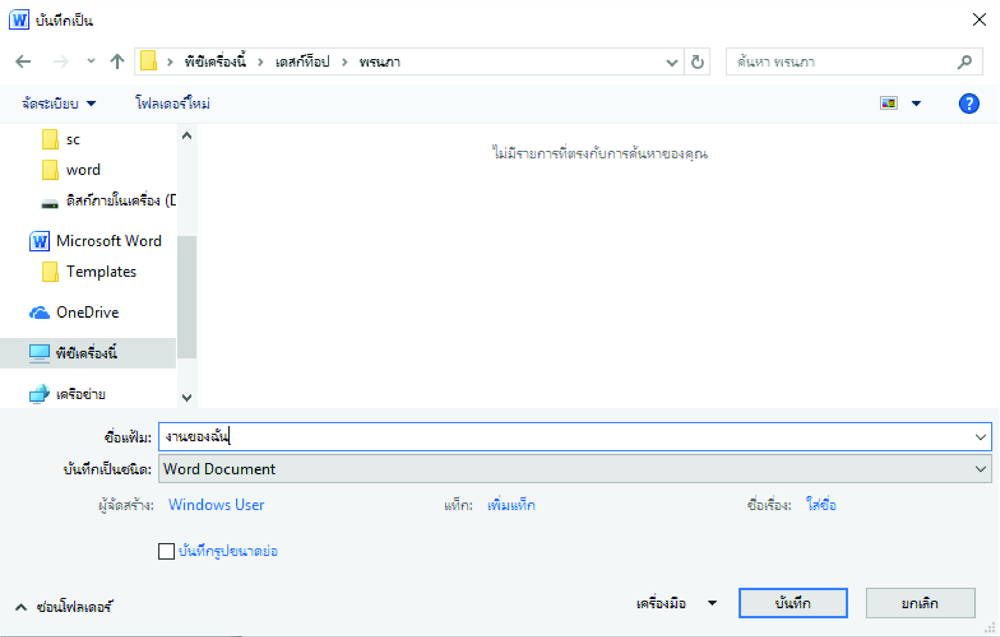 บันทึกเป็น
พีซีเครื่องนี้ › เดสก์ท็อป › พรนภา
ค้นหา พรนภา
จัดระเบียบ
โฟลเดอร์ใหม่
sc
word
ดิสก์ภายในเครื่อง (D
Microsoft Word
Templates
OneDrive
พีซีเครื่องนี้
เครือข่าย
ไม่มีรายการที่ตรงกับการค้นหาของคุณ
ชื่อแฟ้ม: งานของฉัน
บันทึกเป็นชนิด: Word Document
ผู้จัดสร้าง: Windows User แท็ก: เพิ่มแท็ก ชื่อเรื่อง: ใส่ชื่อ
บันทึกรูปขนาดย่อ
ซ่อนโฟลเดอร์ เครื่องมือ บันทึก ยกเลิก